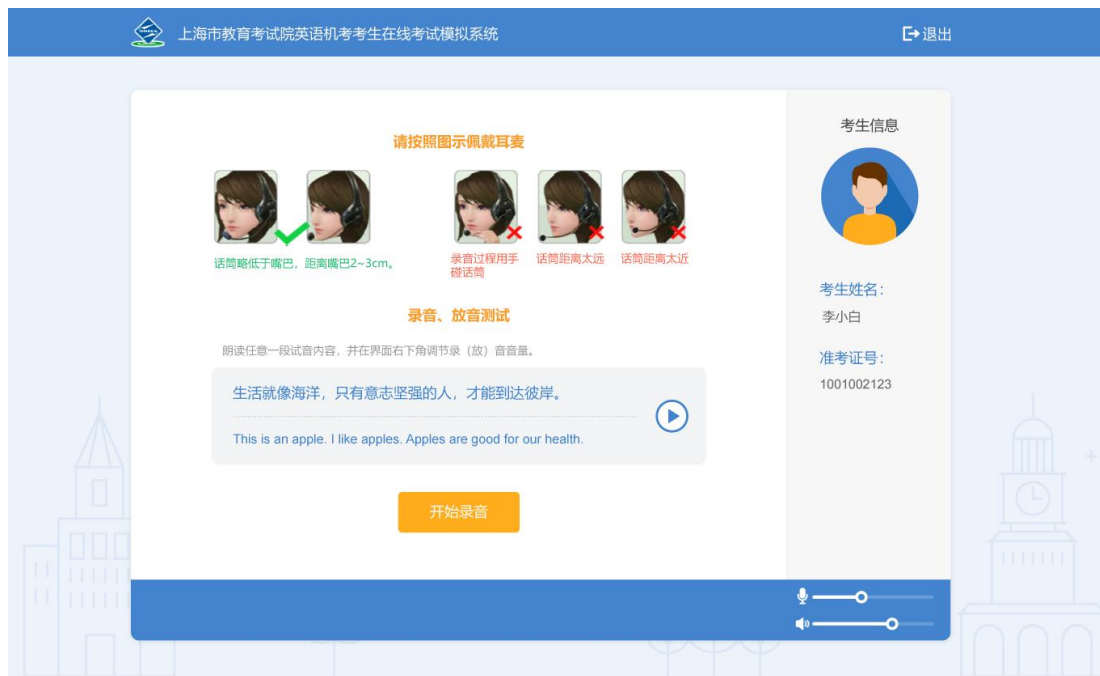 上海市教育考试院英语机考考生在线考试模拟系统
退出
请按照图示佩戴耳麦
话筒略低于嘴巴，距离嘴巴2~3cm。
录音过程用手
碰话筒
话筒距离太远
话筒距离太近
录音、放音测试
朗读任意一段试音内容，并在界面右下角调节录（放）音音量。
生活就像海洋，只有意志坚强的人，才能到达彼岸。
This is an apple. I like apples. Apples are good for our health.
开始录音
考生信息
考生姓名：
李小白
准考证号：
1001002123